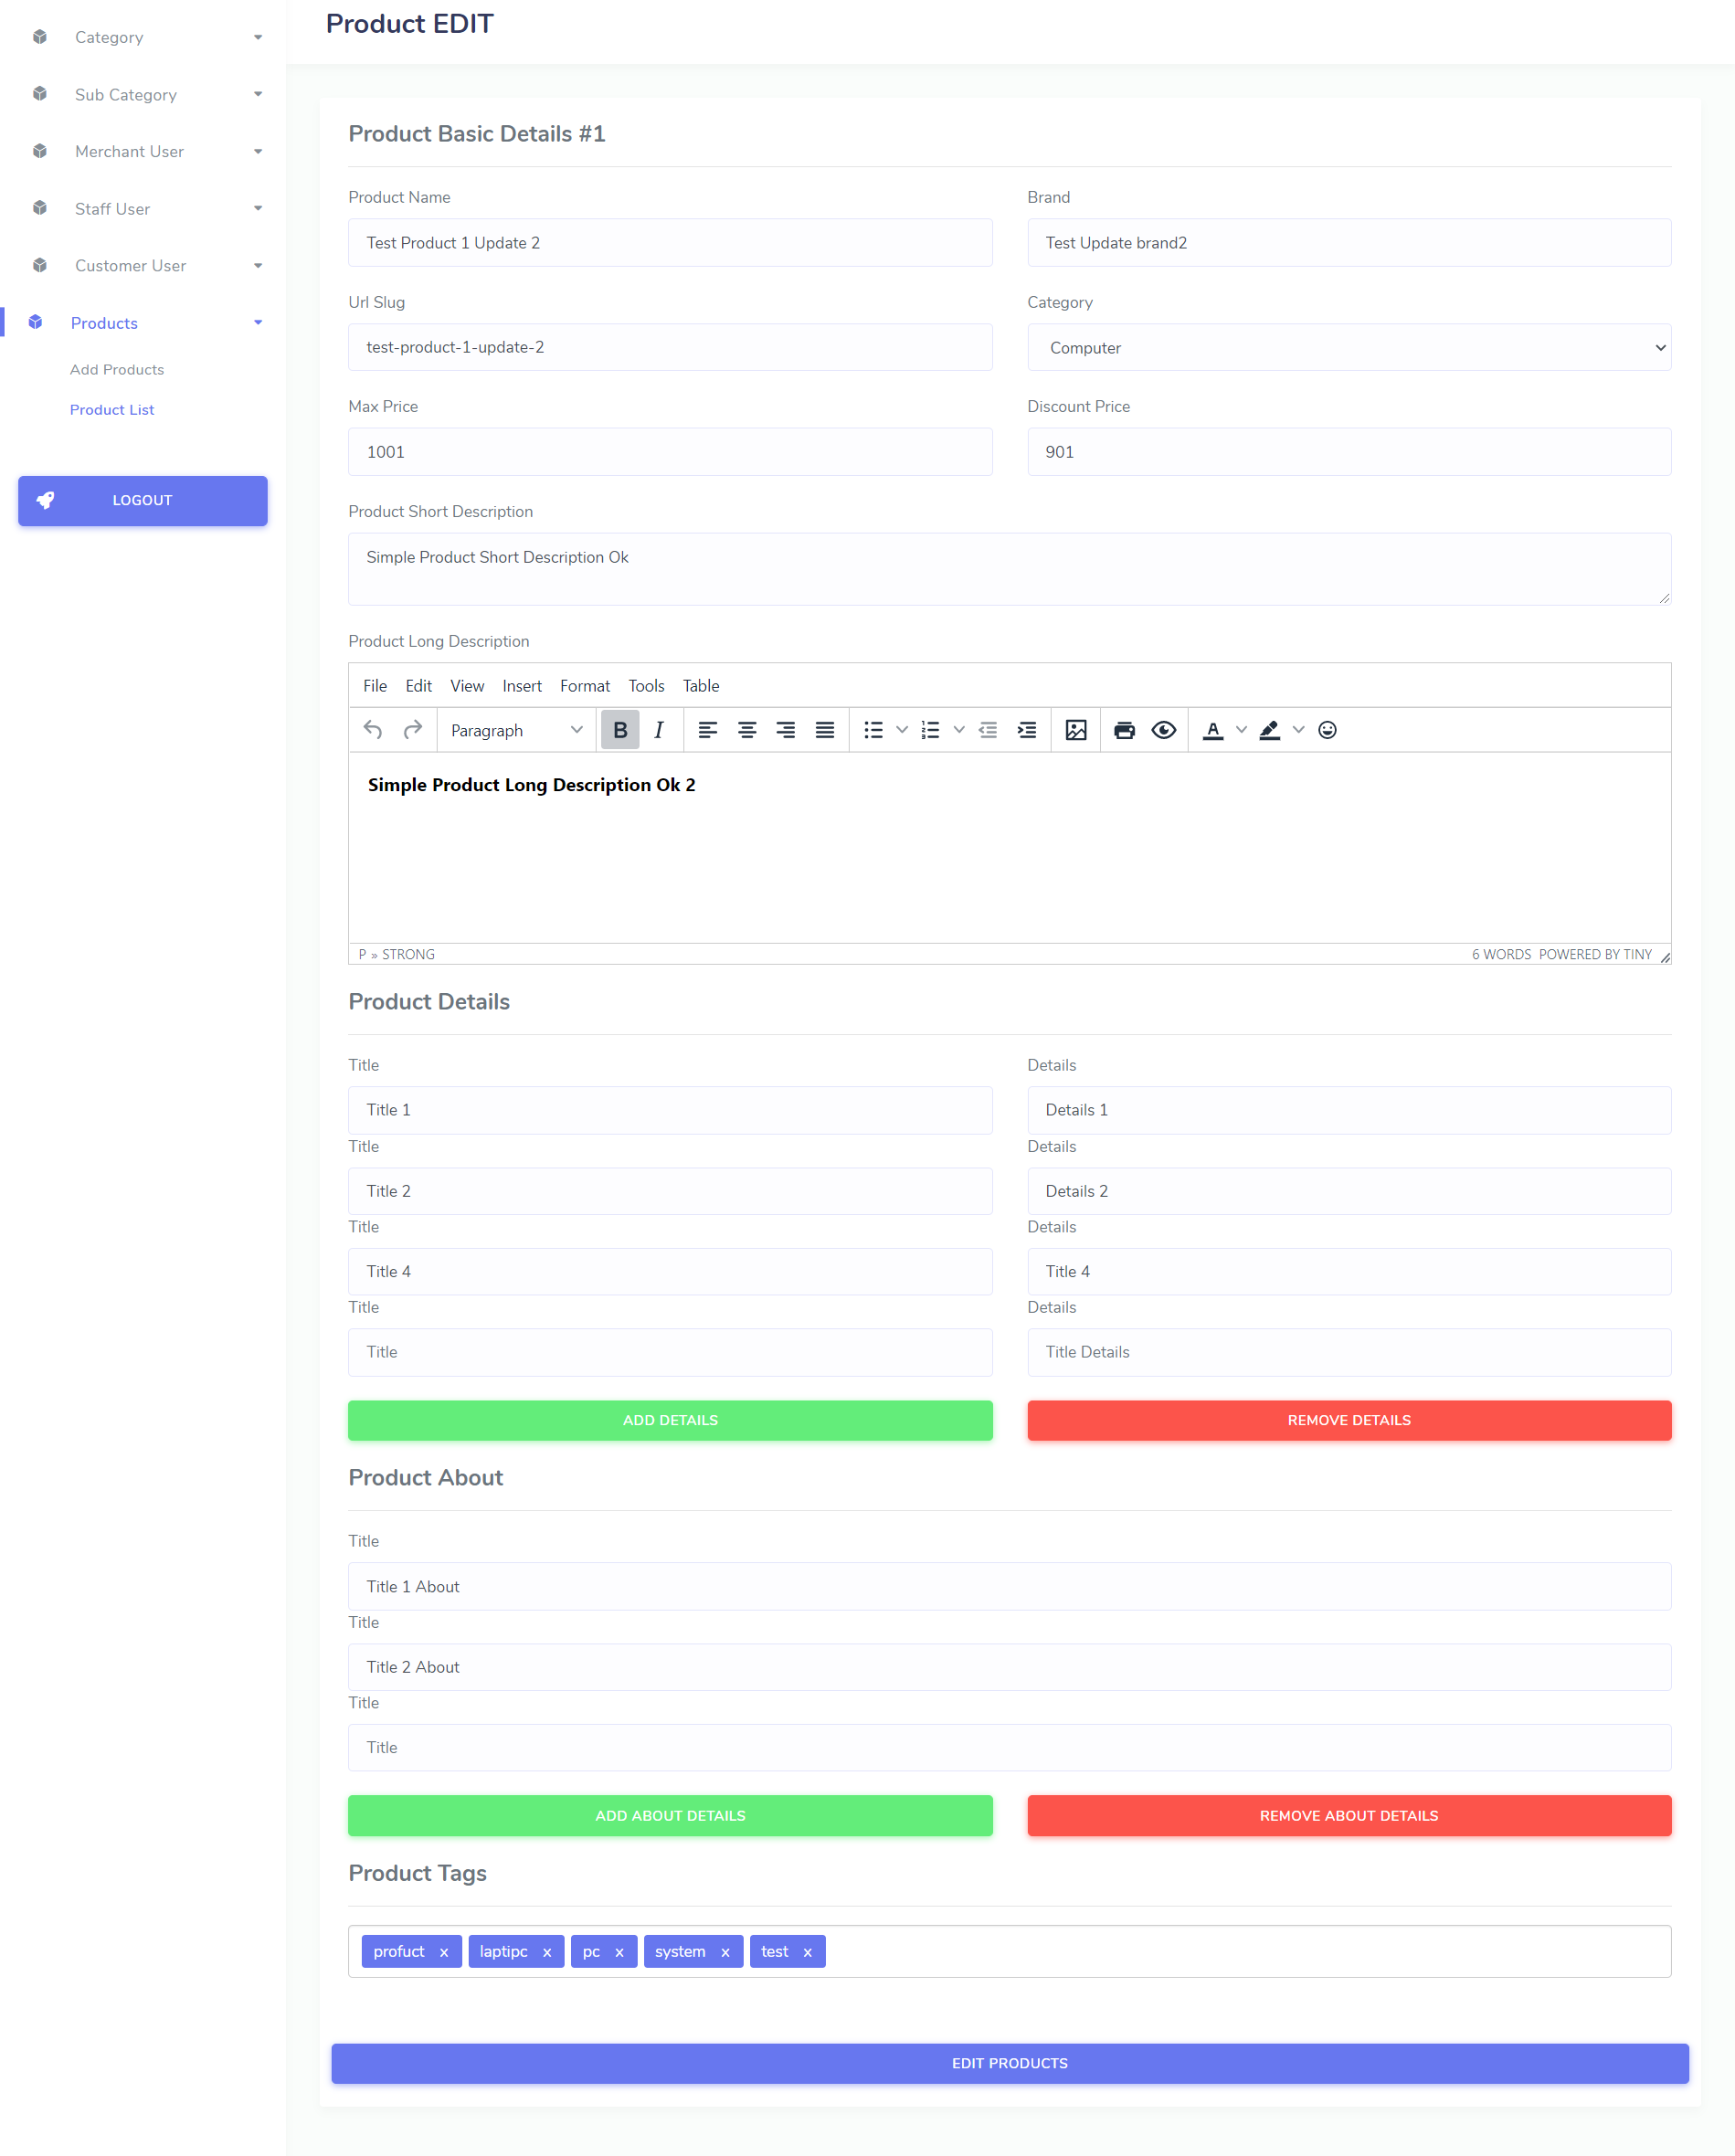 Category
Sub Category
Merchant User
Staff User
Customer User
Products
Add Products
Product List
LOGOUT
Product EDIT
Product Basic Details #1
Product Name
Brand
Test Product 1 Update 2
Test Update brand2
Url Slug
Category
test-product-1-update-2
Computer
Max Price
Discount Price
1001
901
Product Short Description
Simple Product Short Description Ok
Product Long Description
File Edit View Insert Format Tools Table
Paragraph B I A
Simple Product Long Description Ok 2
P » STRONG
6 WORDS POWERED BY TINY
Product Details
Title
Details
Title 1
Details 1
Title
Details
Title 2
Details 2
Title
Details
Title 4
Title 4
Title
Details
Title
Title Details
ADD DETAILS
REMOVE DETAILS
Product About
Title
Title 1 About
Title
Title 2 About
Title
Title
ADD ABOUT DETAILS
REMOVE ABOUT DETAILS
Product Tags
profuct x laptipc x pc x system x test x
EDIT PRODUCTS